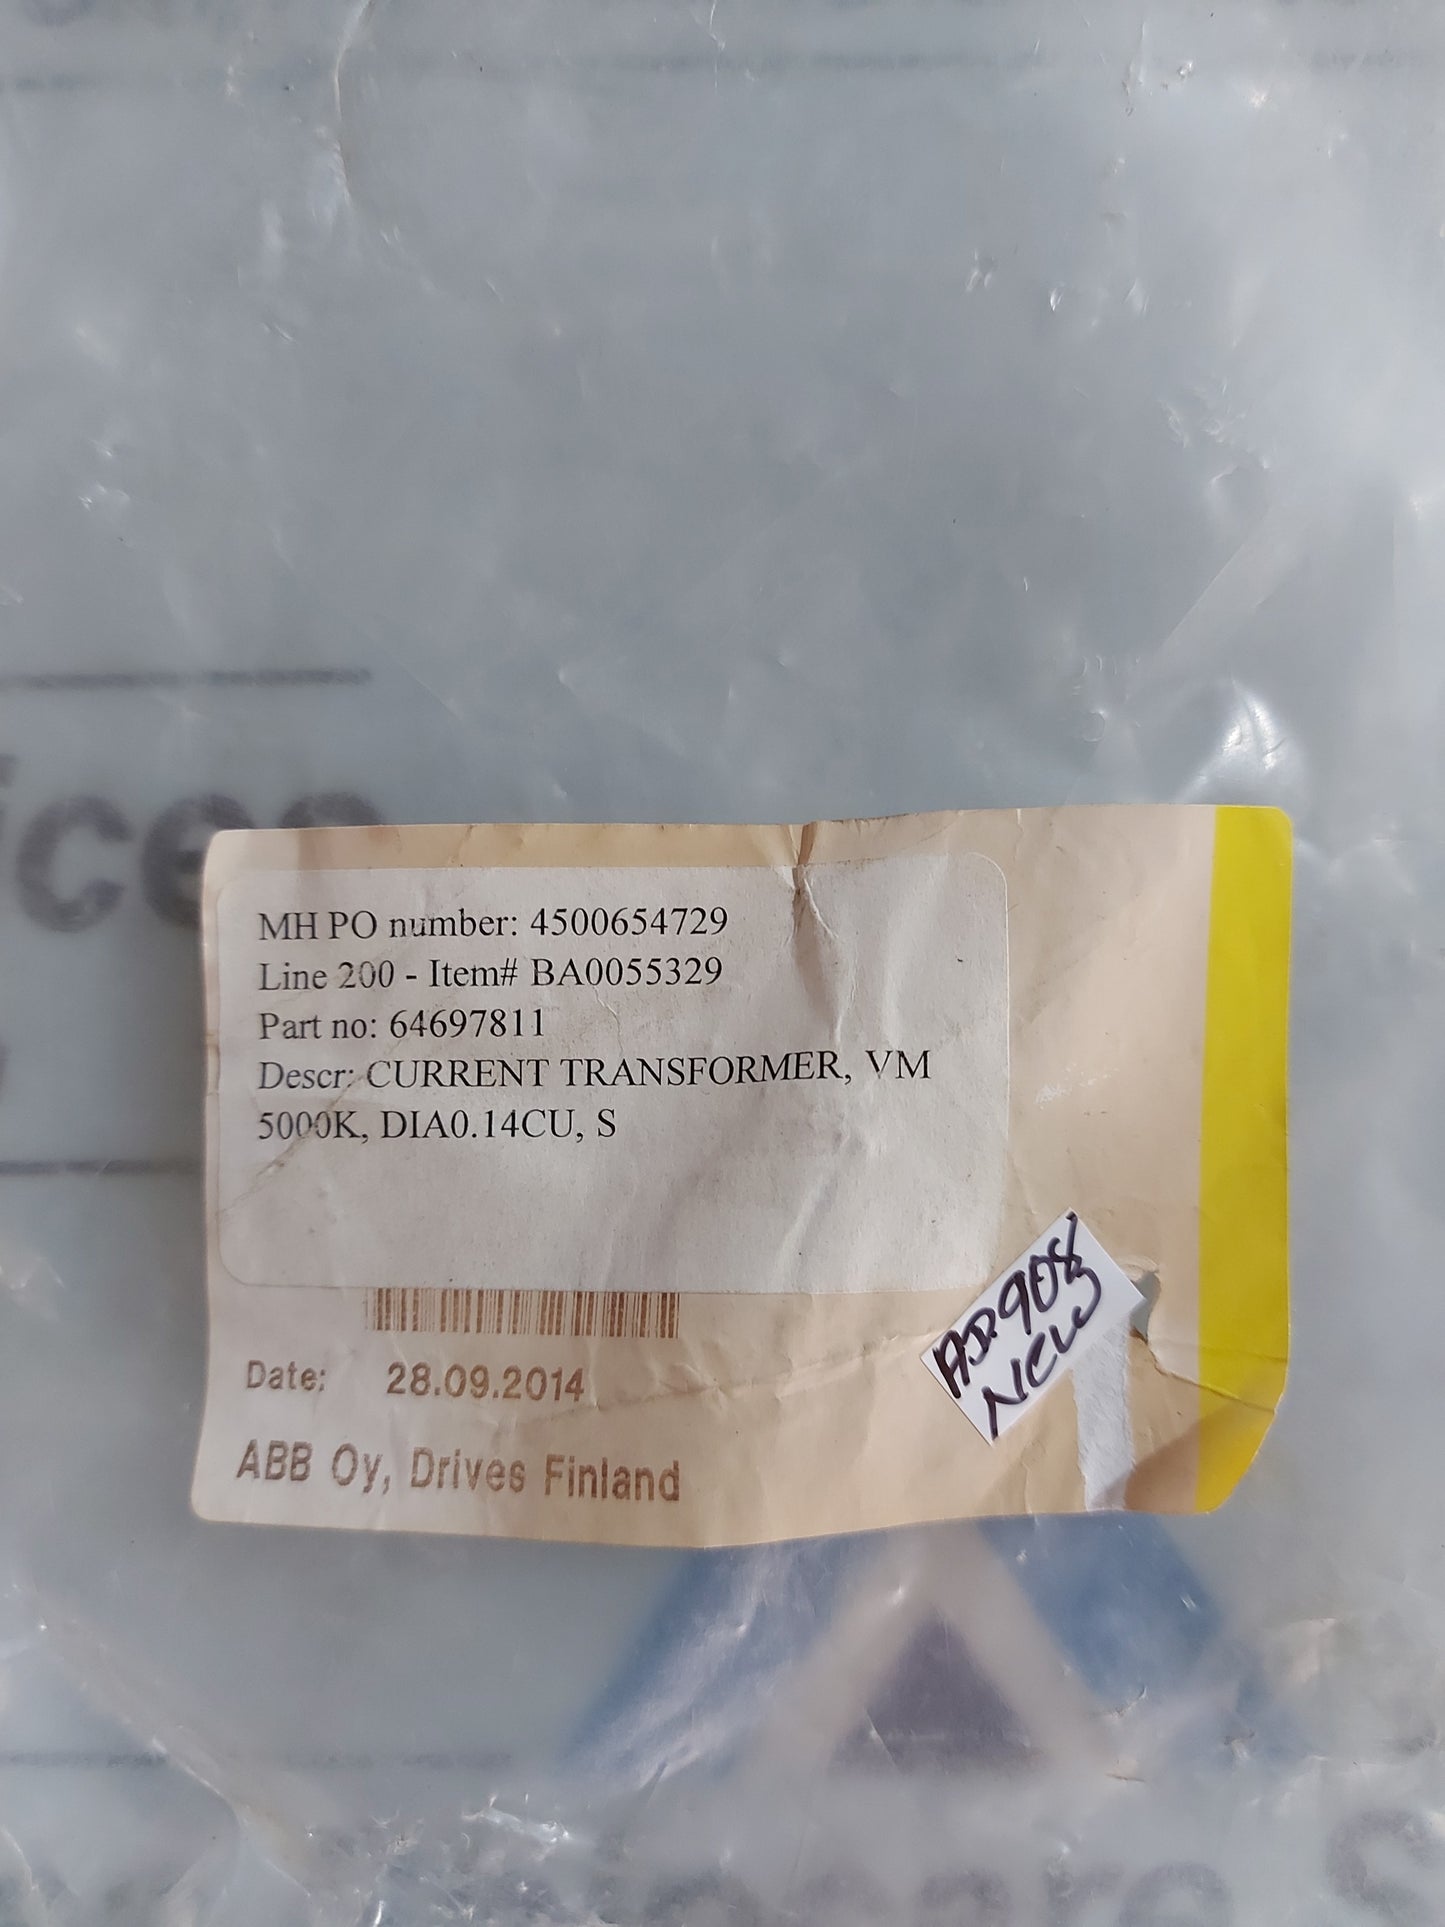 MH PO number: 4500654729
Line 200 - Item# BA0055329
Part no: 64697811
Descr: CURRENT TRANSFORMER, VM
5000K, DIA0.14CU, S
Date: 28.09.2014
ABB Oy, Drives Finland
NEW